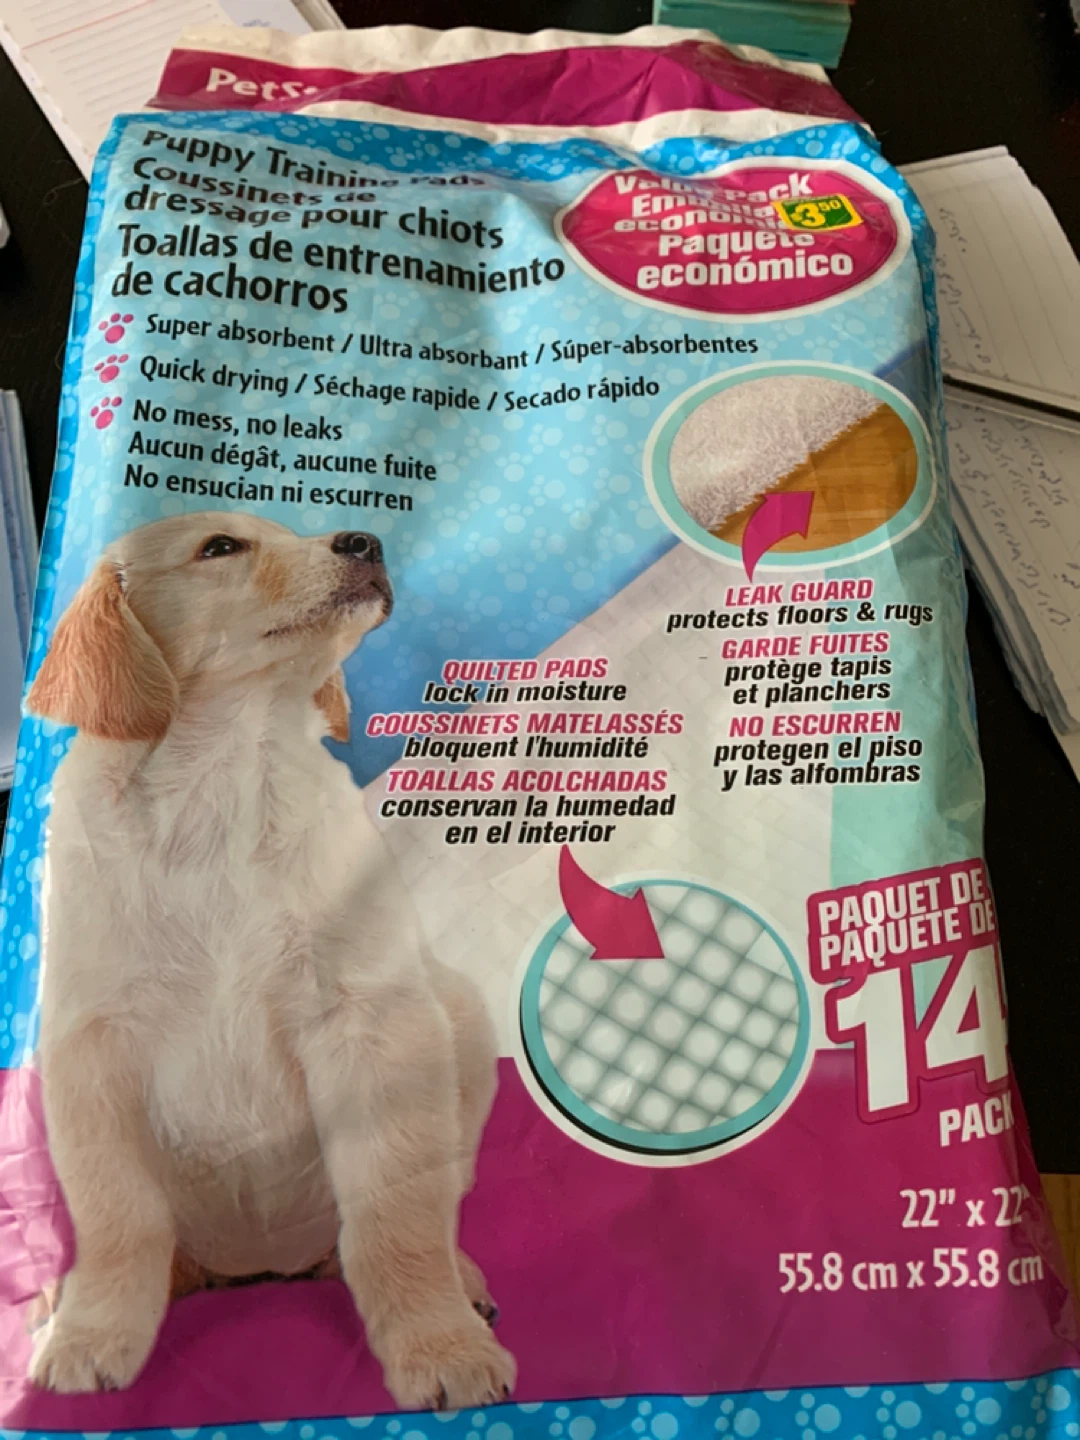 Puppy Training Pads
Coussinets de
dressage pour chiots
Toallas de entrenamiento
de cachorros
Value Pack
économique
3.50
Paquete
económico
Super absorbent / Ultra absorbant / Súper-absorbentes
Quick drying / Séchage rapide / Secado rápido
No mess, no leaks
Aucun dégât, aucune fuite
No ensucian ni escurren
LEAK GUARD
protects floors & rugs
GARDE FUITES
protège tapis
et planchers
NO ESCURREN
protegen el piso
y las alfombras
QUILTED PADS
lock in moisture
COUSSINETS MATELASSÉS
bloquent l'humidité
TOALLAS ACOLCHADAS
conservan la humedad
en el interior
PAQUET DE
PAQUETE DE
14
PACK
22" x 22"
55.8 cm x 55.8 cm